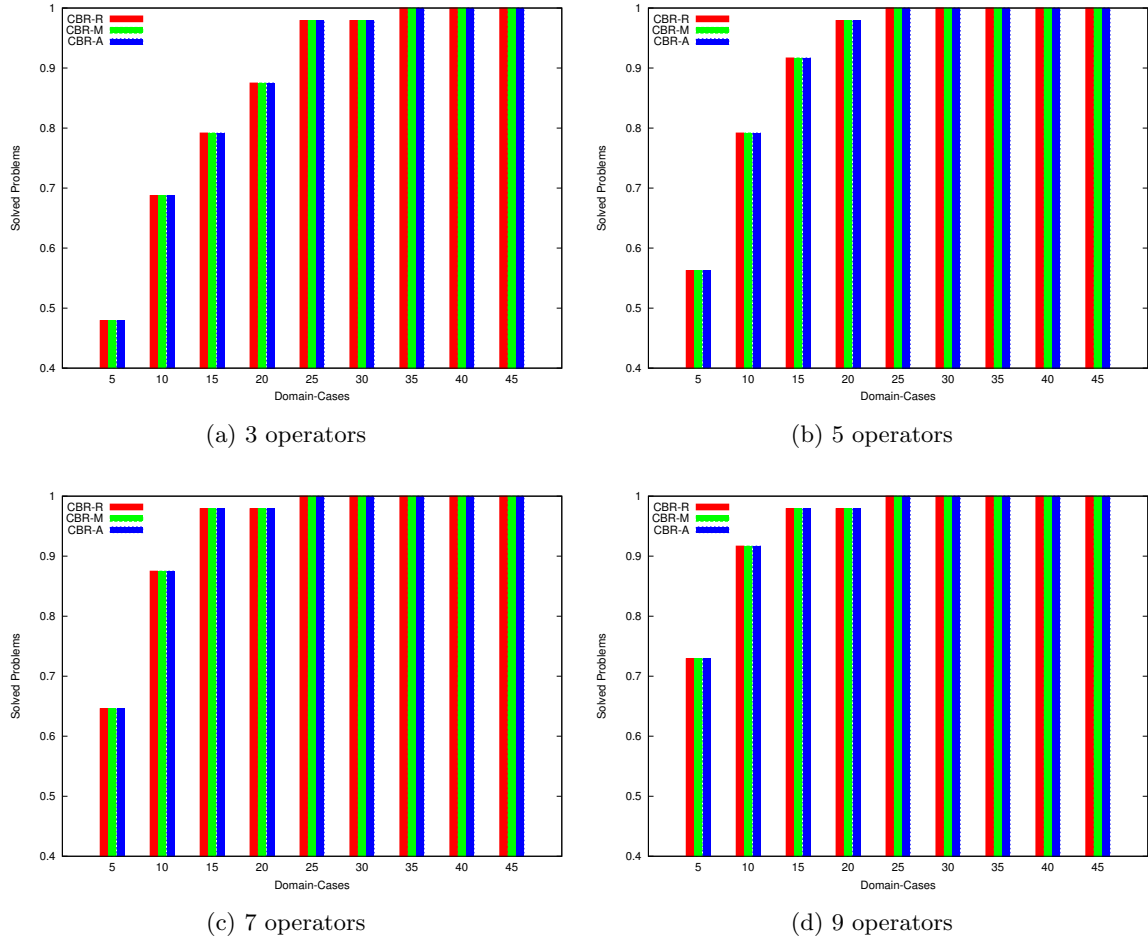 CBR-R
CBR-M
CBR-A
Solved Problems
1
0.9
0.8
0.7
0.6
0.5
0.4
5 10 15 20 25 30 35 40 45
Domain-Cases
(a) 3 operators
CBR-R
CBR-M
CBR-A
Solved Problems
1
0.9
0.8
0.7
0.6
0.5
0.4
5 10 15 20 25 30 35 40 45
Domain-Cases
(b) 5 operators
CBR-R
CBR-M
CBR-A
Solved Problems
1
0.9
0.8
0.7
0.6
0.5
0.4
5 10 15 20 25 30 35 40 45
Domain-Cases
(c) 7 operators
CBR-R
CBR-M
CBR-A
Solved Problems
1
0.9
0.8
0.7
0.6
0.5
0.4
5 10 15 20 25 30 35 40 45
Domain-Cases
(d) 9 operators